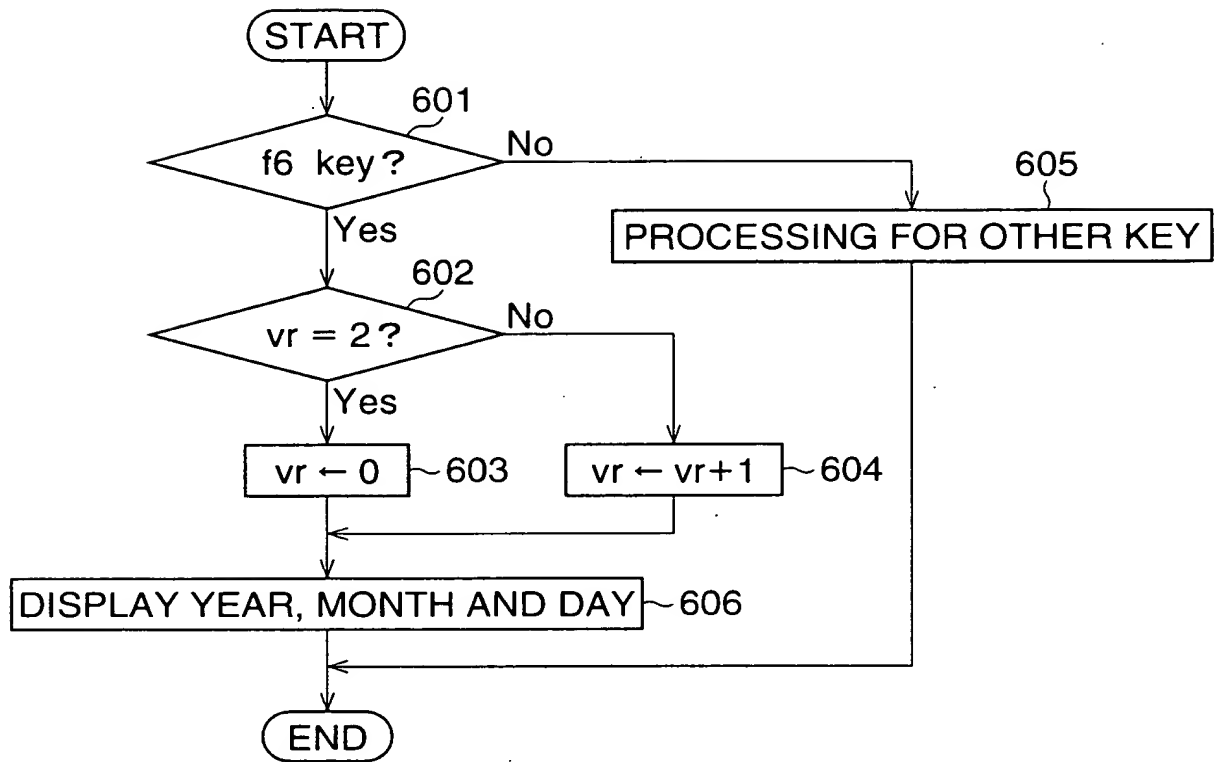 START
601
f6 key?
No
605
PROCESSING FOR OTHER KEY
Yes
602
vr = 2?
No
Yes
vr ← 0
603
vr ← vr+1
604
DISPLAY YEAR, MONTH AND DAY
606
END